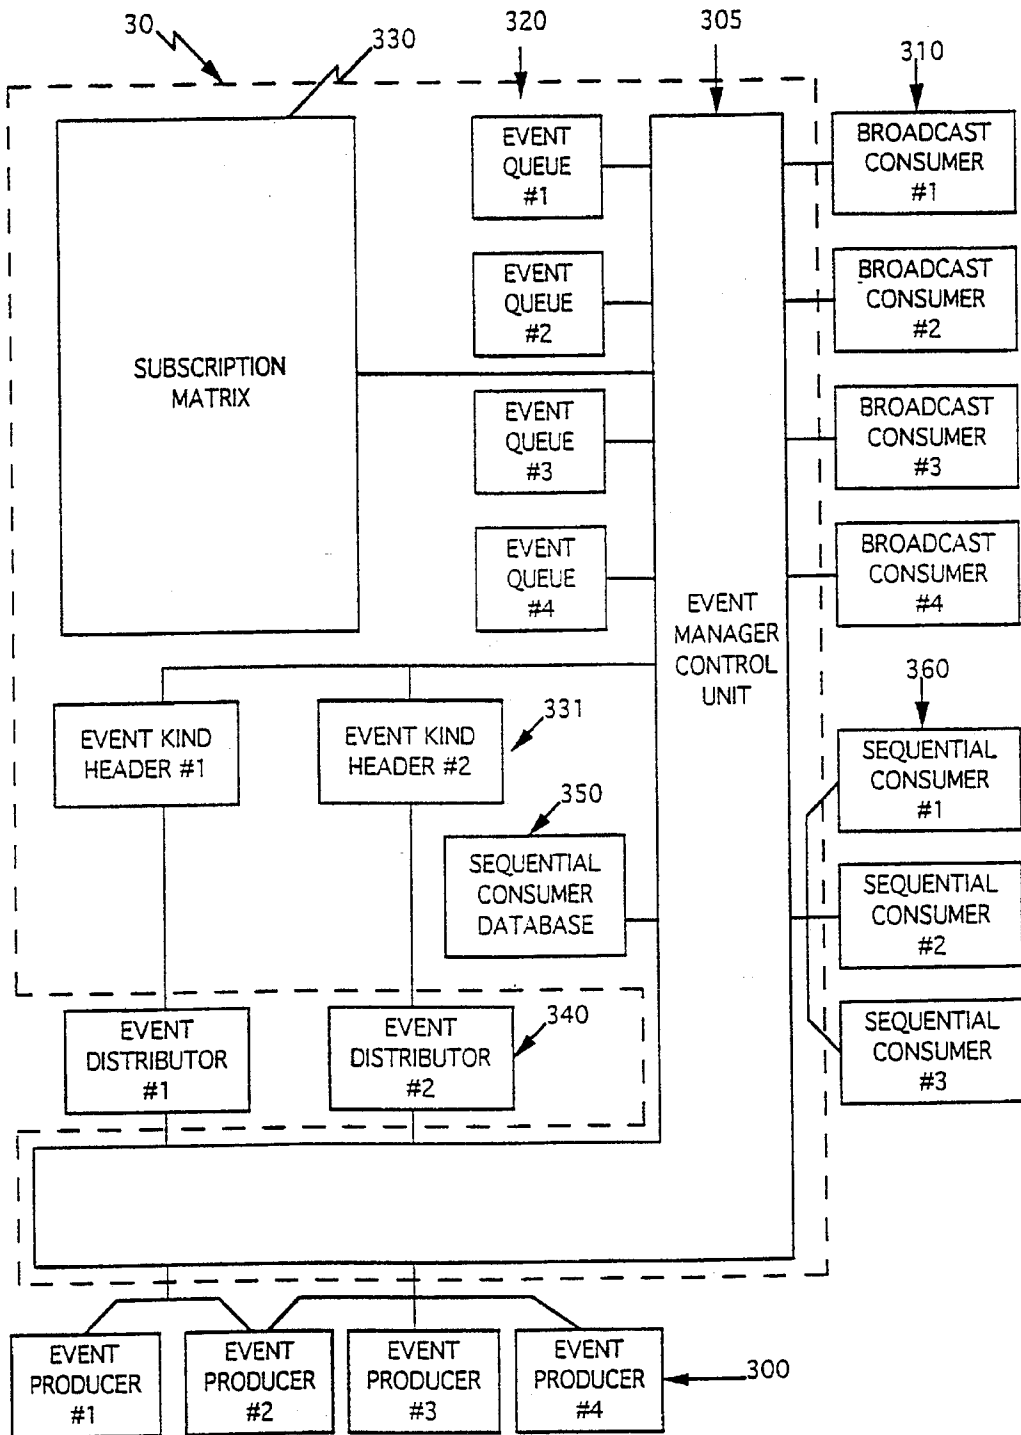 30
330
320
305
310
SUBSCRIPTION
MATRIX
EVENT
QUEUE
#1
EVENT
QUEUE
#2
EVENT
QUEUE
#3
EVENT
QUEUE
#4
EVENT
MANAGER
CONTROL
UNIT
BROADCAST
CONSUMER
#1
BROADCAST
CONSUMER
#2
BROADCAST
CONSUMER
#3
BROADCAST
CONSUMER
#4
360
EVENT KIND
HEADER #1
EVENT KIND
HEADER #2
331
350
SEQUENTIAL
CONSUMER
DATABASE
SEQUENTIAL
CONSUMER
#1
SEQUENTIAL
CONSUMER
#2
SEQUENTIAL
CONSUMER
#3
EVENT
DISTRIBUTOR
#1
EVENT
DISTRIBUTOR
#2
340
EVENT
PRODUCER
#1
EVENT
PRODUCER
#2
EVENT
PRODUCER
#3
EVENT
PRODUCER
#4
300